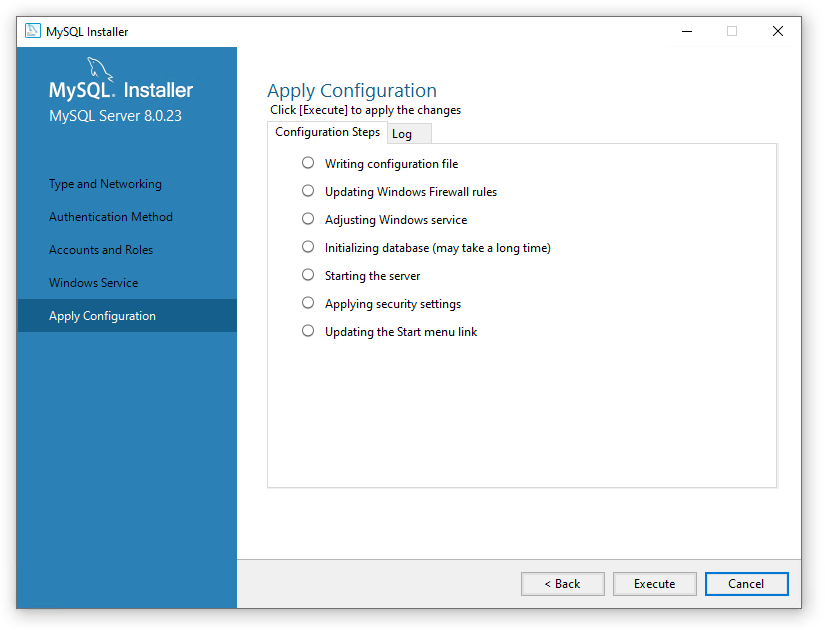 MySQL Installer
MySQL. Installer
MySQL Server 8.0.23
Type and Networking
Authentication Method
Accounts and Roles
Windows Service
Apply Configuration
Apply Configuration
Click [Execute] to apply the changes
Configuration Steps Log
Writing configuration file
Updating Windows Firewall rules
Adjusting Windows service
Initializing database (may take a long time)
Starting the server
Applying security settings
Updating the Start menu link
< Back Execute Cancel